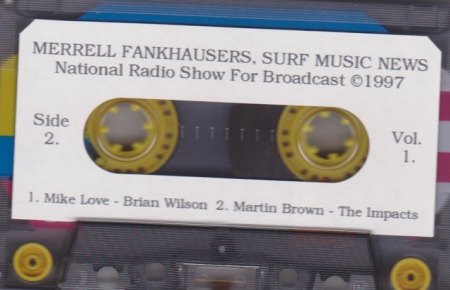 MERRELL FANKHAUSERS, SURF MUSIC NEWS
National Radio Show For Broadcast ©1997
Side
2.
Vol.
1.
1. Mike Love - Brian Wilson 2. Martin Brown - The Impacts